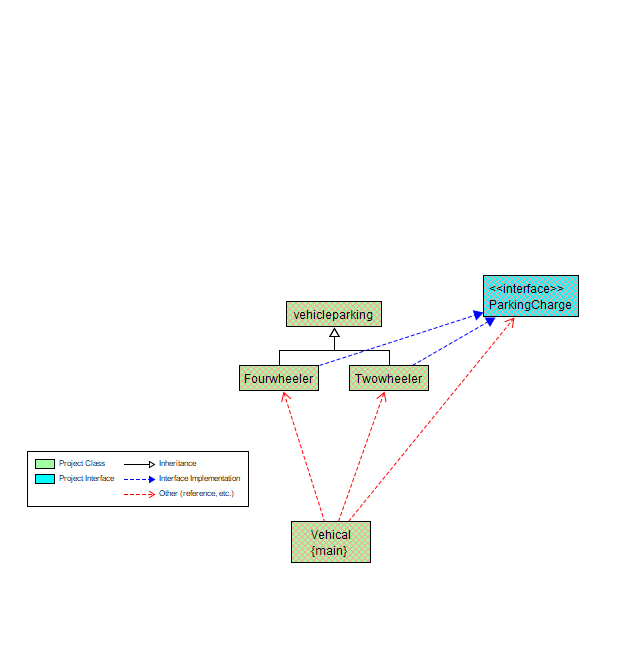 <<interface>>
ParkingCharge
vehicleparking
Fourwheeler
Twowheeler
Project Class
Inheritance
Project Interface
Interface Implementation
Other (reference, etc.)
Vehical
{main}